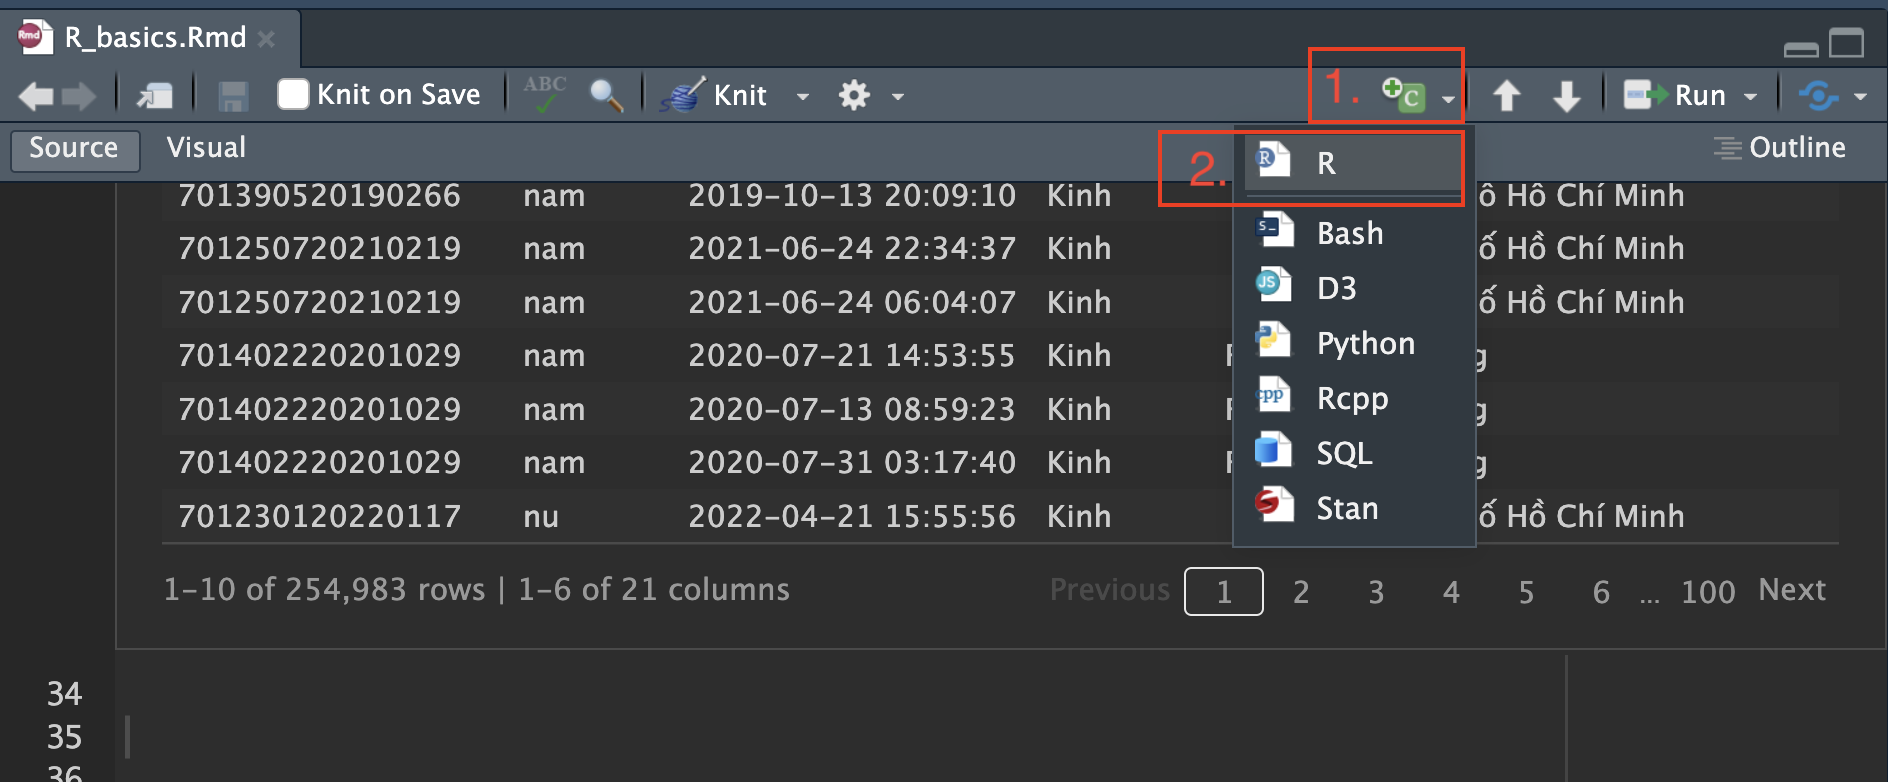 R_basics.Rmd
Knit on Save ABC Knit 1. C Run
Source Visual Outline
2. R
Bash
D3
Python
Rcpp
SQL
Stan
701390520190266 nam 2019-10-13 20:09:10 Kinh ố Hồ Chí Minh
701250720210219 nam 2021-06-24 22:34:37 Kinh ố Hồ Chí Minh
701250720210219 nam 2021-06-24 06:04:07 Kinh ố Hồ Chí Minh
701402220201029 nam 2020-07-21 14:53:55 Kinh g
701402220201029 nam 2020-07-13 08:59:23 Kinh g
701402220201029 nam 2020-07-31 03:17:40 Kinh g
701230120220117 nu 2022-04-21 15:55:56 Kinh ố Hồ Chí Minh
1-10 of 254,983 rows | 1-6 of 21 columns Previous 1 2 3 4 5 6 ... 100 Next
34
35
36